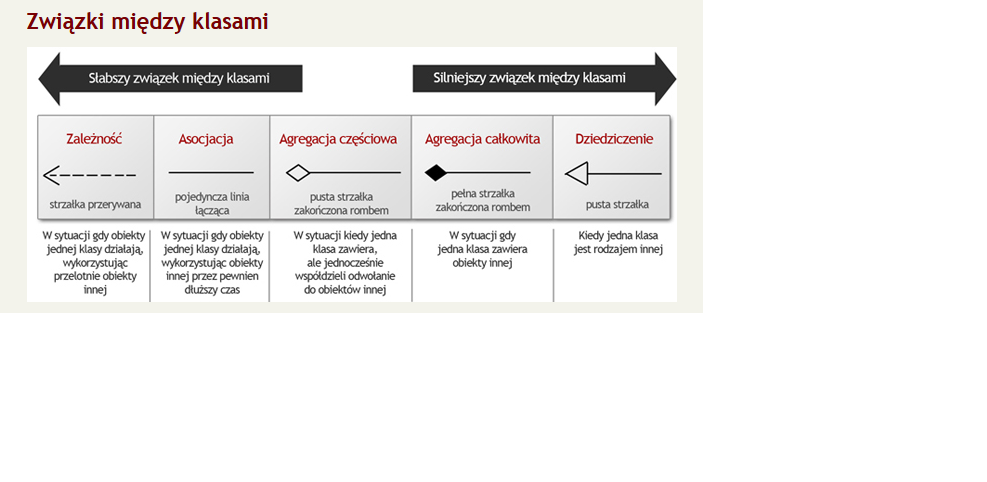 Związki między klasami
Słabszy związek między klasami
Silniejszy związek między klasami
Zależność
strzałka przerywana
W sytuacji gdy obiekty
jednej klasy działają,
wykorzystując
przelotnie obiekty
innej
Asocjacja
pojedyncza linia
łącząca
W sytuacji gdy obiekty
jednej klasy działają,
wykorzystując obiekty
innej przez pewnien
dłuższy czas
Agregacja częściowa
pusta strzałka
zakończona rombem
W sytuacji kiedy jedna
klasa zawiera,
ale jednocześnie
współdzieli odwołanie
do obiektów innej
Agregacja całkowita
pełna strzałka
zakończona rombem
W sytuacji gdy
jedna klasa zawiera
obiekty innej
Dziedziczenie
pusta strzałka
Kiedy jedna klasa
jest rodzajem innej